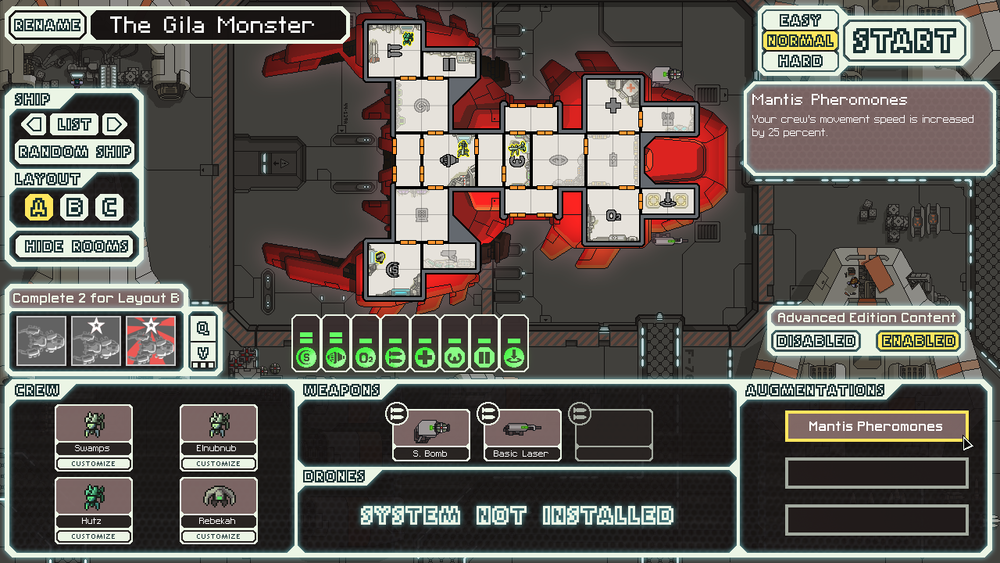 RENAME
The Gila Monster
EASY
NORMAL
HARD
START
SHIP
LIST
RANDOM SHIP
LAYOUT
A B C
HIDE ROOMS
Mantis Pheromones
Your crew's movement speed is increased
by 25 percent.
Complete 2 for Layout B
Q
V
S
O2
Advanced Edition Content
DISABLED
ENABLED
CREW
Swamps
CUSTOMIZE
Elnubnub
CUSTOMIZE
Hutz
CUSTOMIZE
Rebekah
CUSTOMIZE
WEAPONS
S. Bomb
Basic Laser
DRONES
SYSTEM NOT INSTALLED
AUGMENTATIONS
Mantis Pheromones